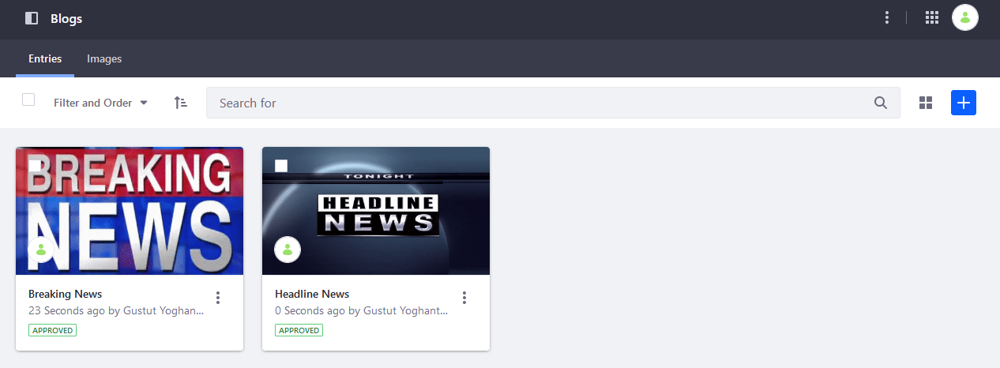 Blogs
Entries
Images
Filter and Order
Search for
BREAKING
NEWS
Breaking News
23 Seconds ago by Gustut Yoghan...
APPROVED
TONIGHT
HEADLINE
NEWS
Headline News
0 Seconds ago by Gustut Yoghant...
APPROVED